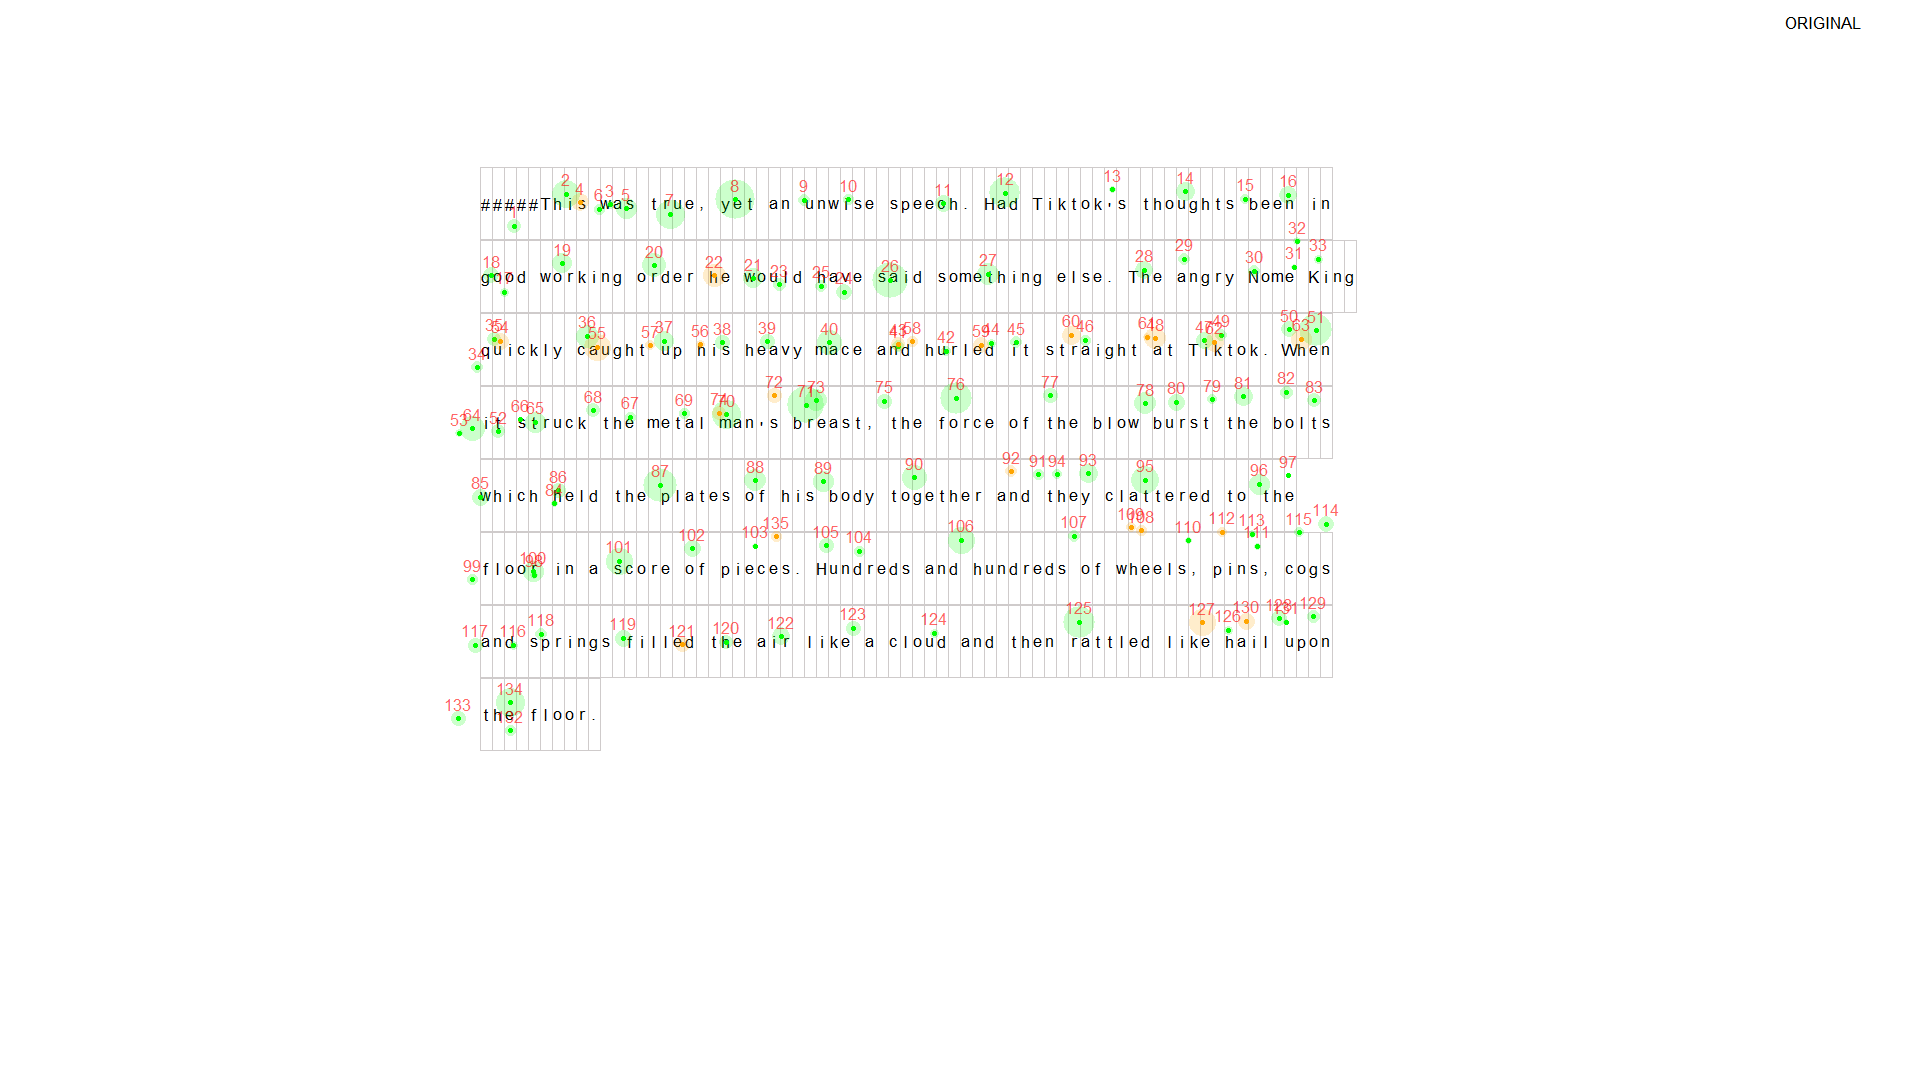 ORIGINAL
#####This was true, yet an unwise speech. Had Tiktok's thoughts been in
good working order he would have said something else. The angry Nome King
quickly caught up his heavy mace and hurled it straight at Tiktok. When
it struck the metal man's breast, the force of the blow burst the bolts
which held the plates of his body together and they clattered to the
floor in a score of pieces. Hundreds and hundreds of wheels, pins, cogs
and springs filled the air like a cloud and then rattled like hail upon
the floor.